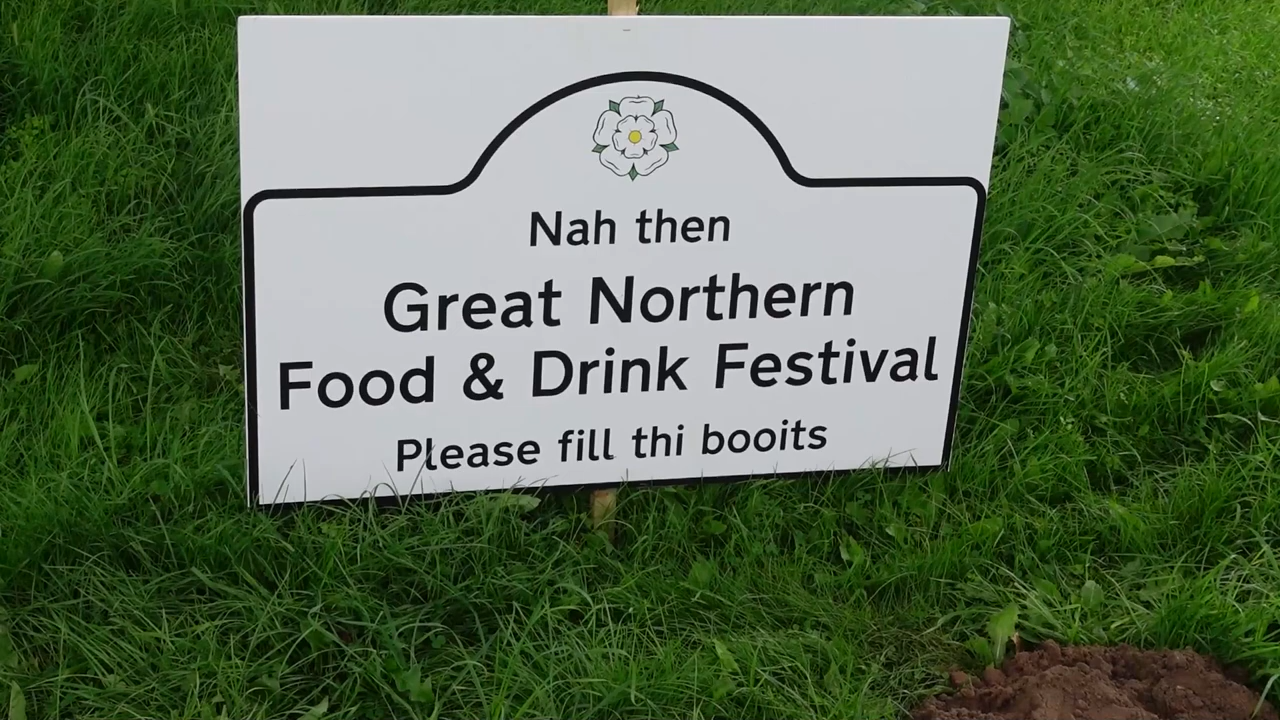 Nah then
Great Northern
Food & Drink Festival
Please fill thi booits